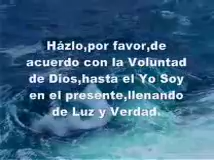 Házlo,por favor,de
acuerdo con la Voluntad
de Dios,hasta el Yo Soy
en el presente,llenando
de Luz y Verdad.